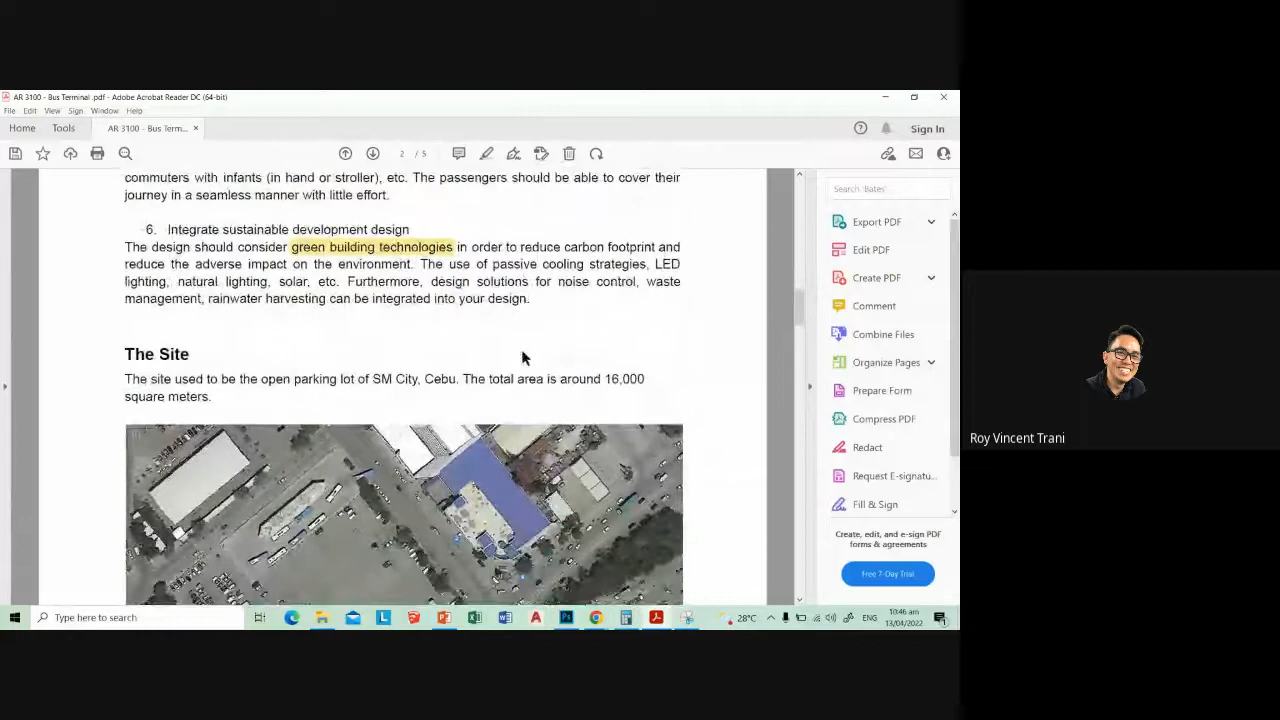 AR 3100 - Bus Terminal .pdf - Adobe Acrobat Reader DC (64-bit)
File Edit View Sign Window Help
Home Tools AR 3100 - Bus Term... × Sign In
2 / 5
commuters with infants (in hand or stroller), etc. The passengers should be able to cover their
journey in a seamless manner with little effort.
6. Integrate sustainable development design
The design should consider green building technologies in order to reduce carbon footprint and
reduce the adverse impact on the environment. The use of passive cooling strategies, LED
lighting, natural lighting, solar, etc. Furthermore, design solutions for noise control, waste
management, rainwater harvesting can be integrated into your design.
The Site
The site used to be the open parking lot of SM City, Cebu. The total area is around 16,000
square meters.
Search 'Bates'
Export PDF
Edit PDF
Create PDF
Comment
Combine Files
Organize Pages
Prepare Form
Compress PDF
Redact
Request E-signatu...
Fill & Sign
Create, edit, and e-sign PDF
forms & agreements
Free 7-Day Trial
Roy Vincent Trani
Type here to search
28°C ENG 10:46 am
13/04/2022